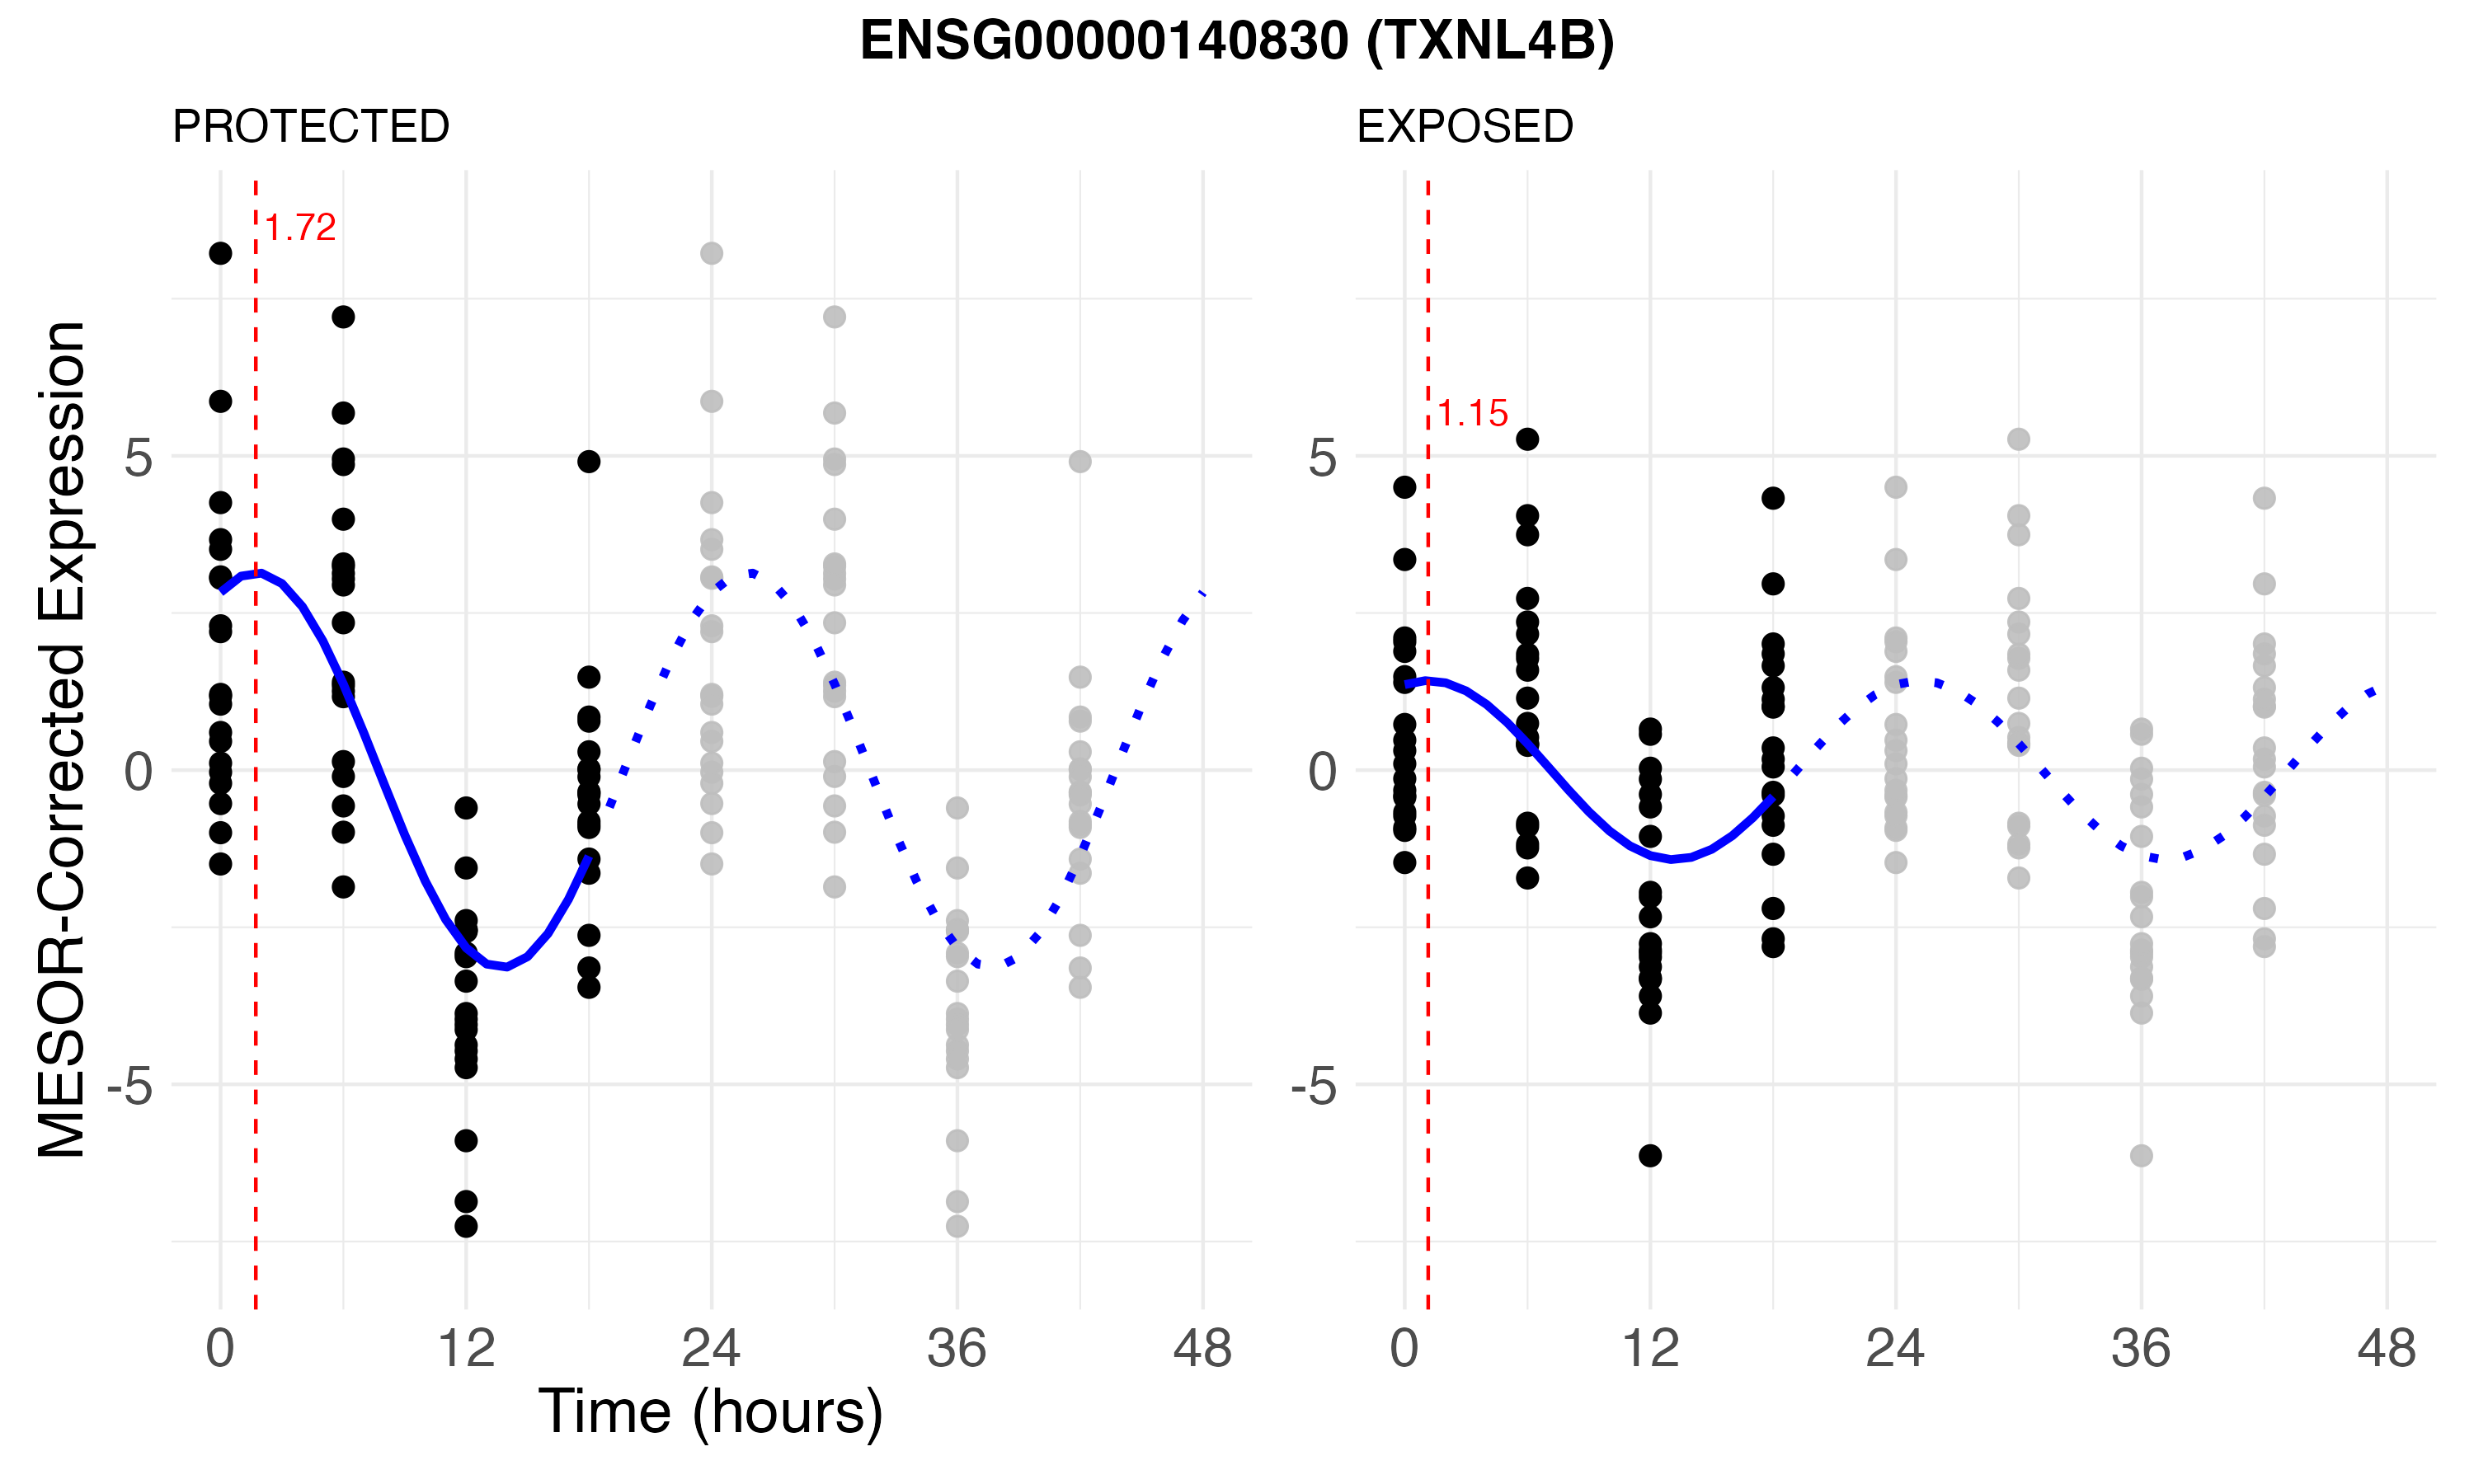 ENSG00000140830 (TXNL4B)
PROTECTED
EXPOSED
MESOR-Corrected Expression
1.72
1.15
5
0
-5
5
0
-5
0 12 24 36 48
0 12 24 36 48
Time (hours)